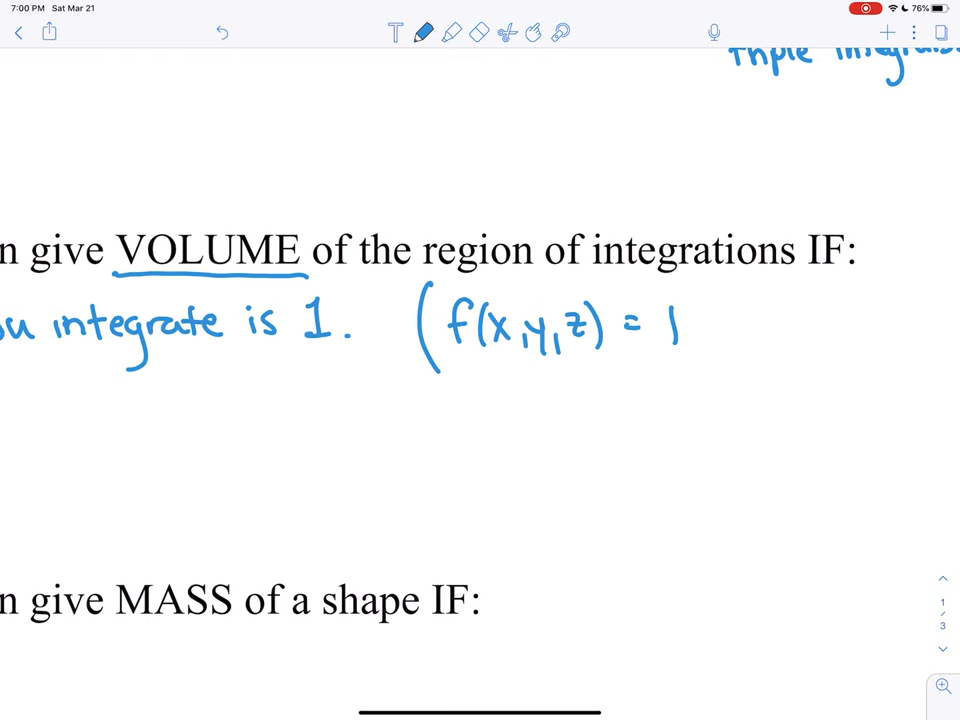 7:00 PM Sat Mar 21
76%
T
triple integrals
n give VOLUME of the region of integrations IF:
ou integrate is 1. (f(x,y,z) = 1
n give MASS of a shape IF:
1
/
3